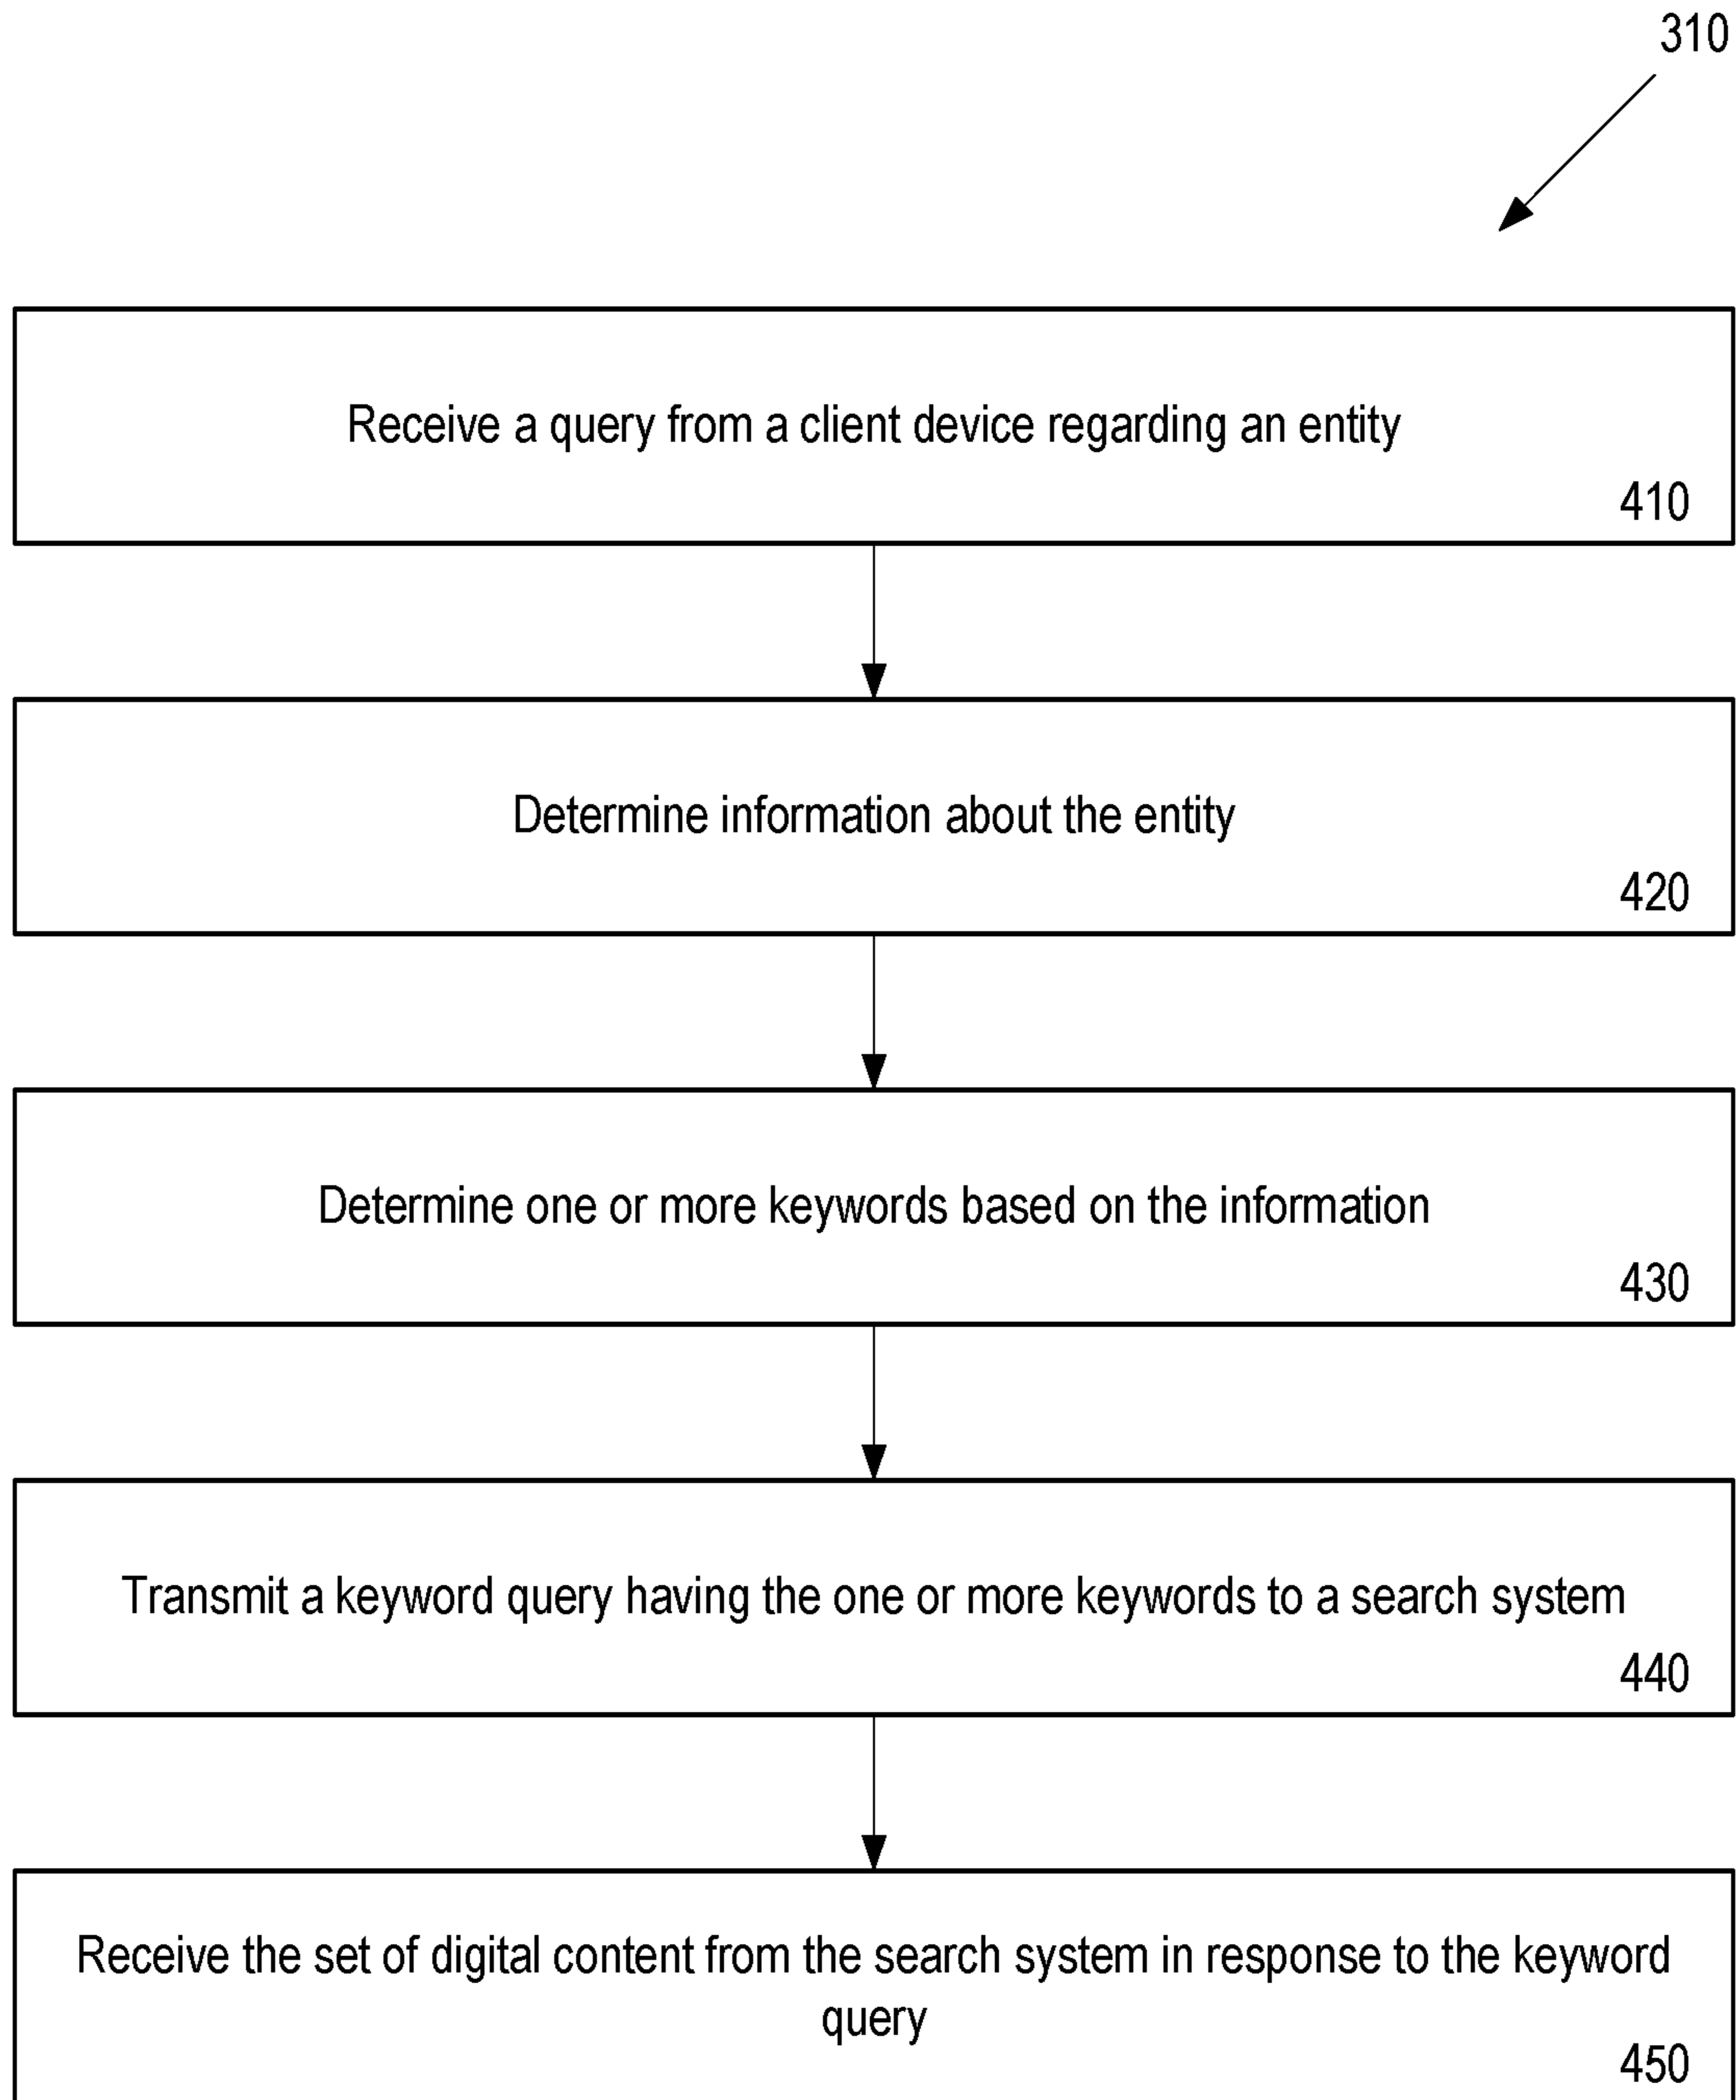 310
Receive a query from a client device regarding an entity
410
Determine information about the entity
420
Determine one or more keywords based on the information
430
Transmit a keyword query having the one or more keywords to a search system
440
Receive the set of digital content from the search system in response to the keyword
query
450